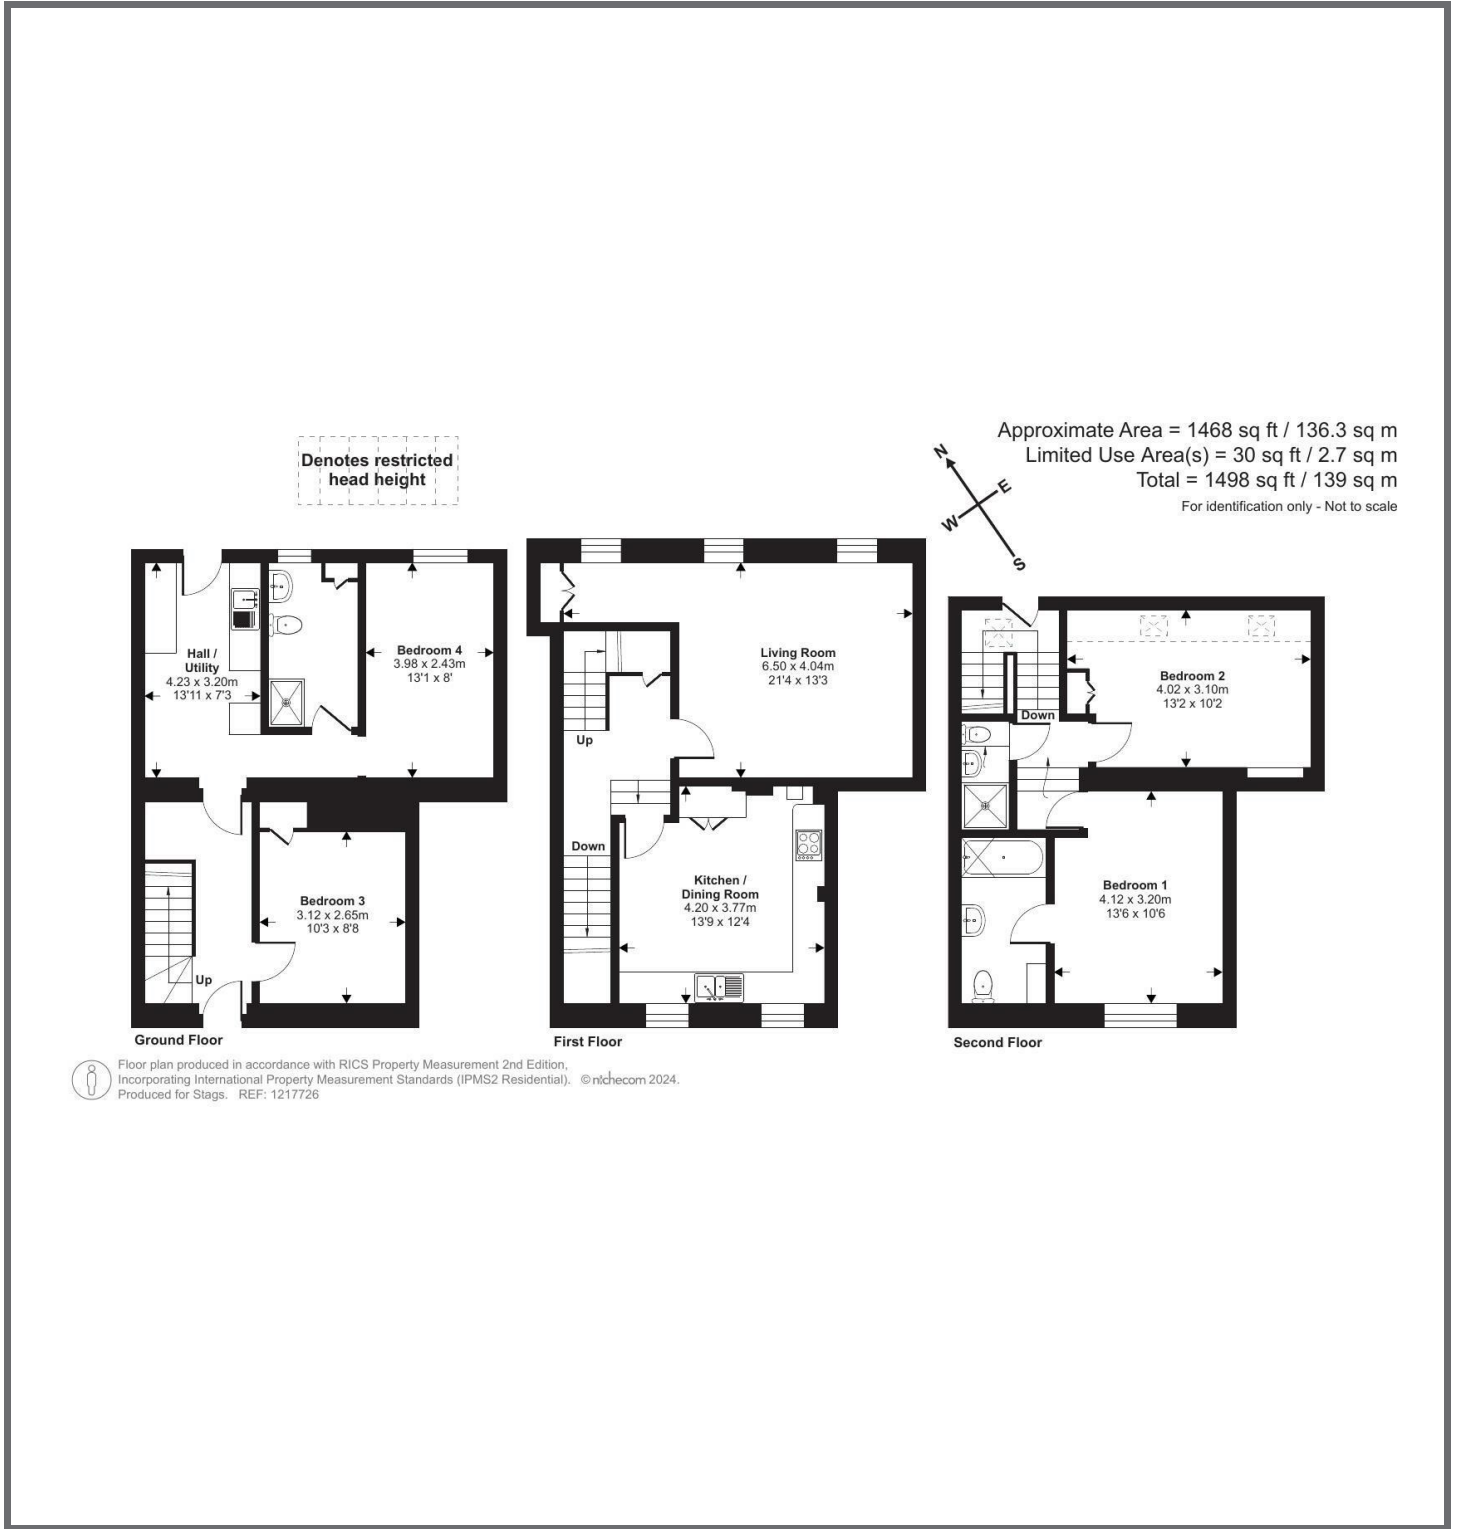 Approximate Area = 1468 sq ft / 136.3 sq m
Limited Use Area(s) = 30 sq ft / 2.7 sq m
Total = 1498 sq ft / 139 sq m
For identification only - Not to scale
N
E
W
S
Denotes restricted
head height
Hall /
Utility
4.23 x 3.20m
13'11 x 7'3
Bedroom 4
3.98 x 2.43m
13'1 x 8'
Bedroom 3
3.12 x 2.65m
10'3 x 8'8
Up
Ground Floor
Living Room
6.50 x 4.04m
21'4 x 13'3
Up
Down
Kitchen /
Dining Room
4.20 x 3.77m
13'9 x 12'4
First Floor
Bedroom 2
4.02 x 3.10m
13'2 x 10'2
Down
Bedroom 1
4.12 x 3.20m
13'6 x 10'6
Second Floor
Floor plan produced in accordance with RICS Property Measurement 2nd Edition,
Incorporating International Property Measurement Standards (IPMS2 Residential). © nichecom 2024.
Produced for Stags. REF: 1217726